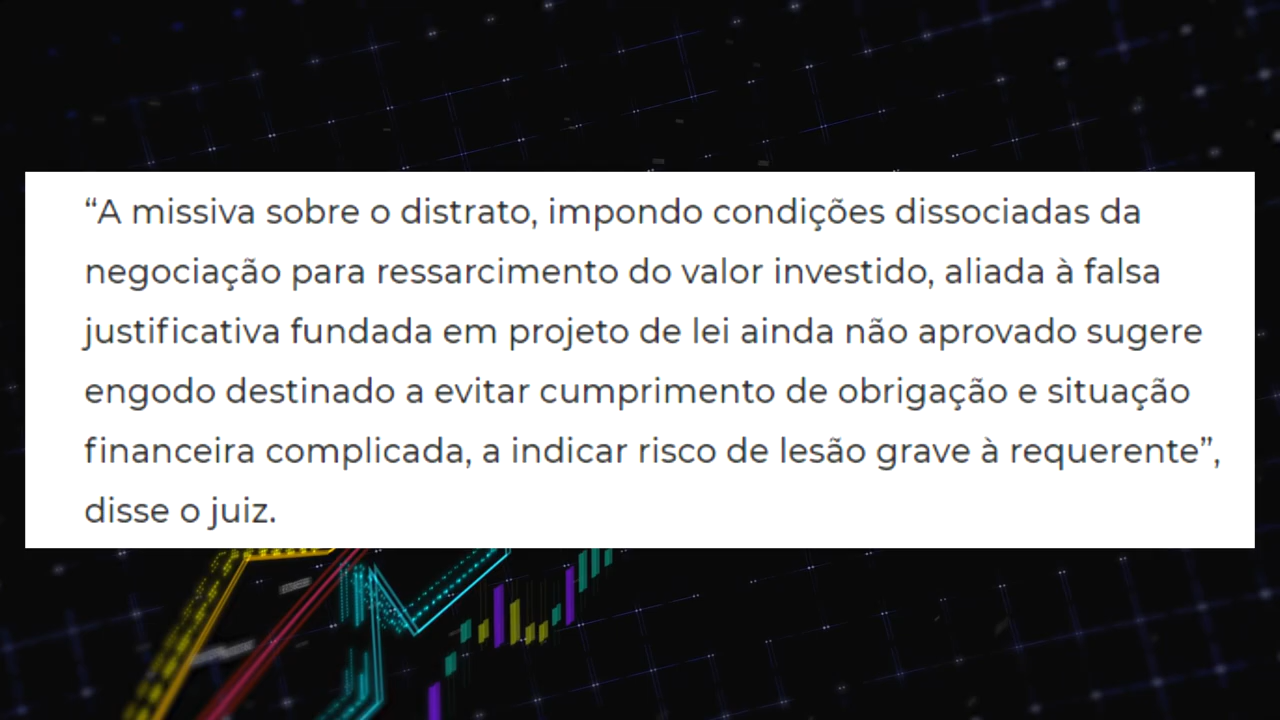 “A missiva sobre o distrato, impondo condições dissociadas da
negociação para ressarcimento do valor investido, aliada à falsa
justificativa fundada em projeto de lei ainda não aprovado sugere
engodo destinado a evitar cumprimento de obrigação e situação
financeira complicada, a indicar risco de lesão grave à requerente”,
disse o juiz.